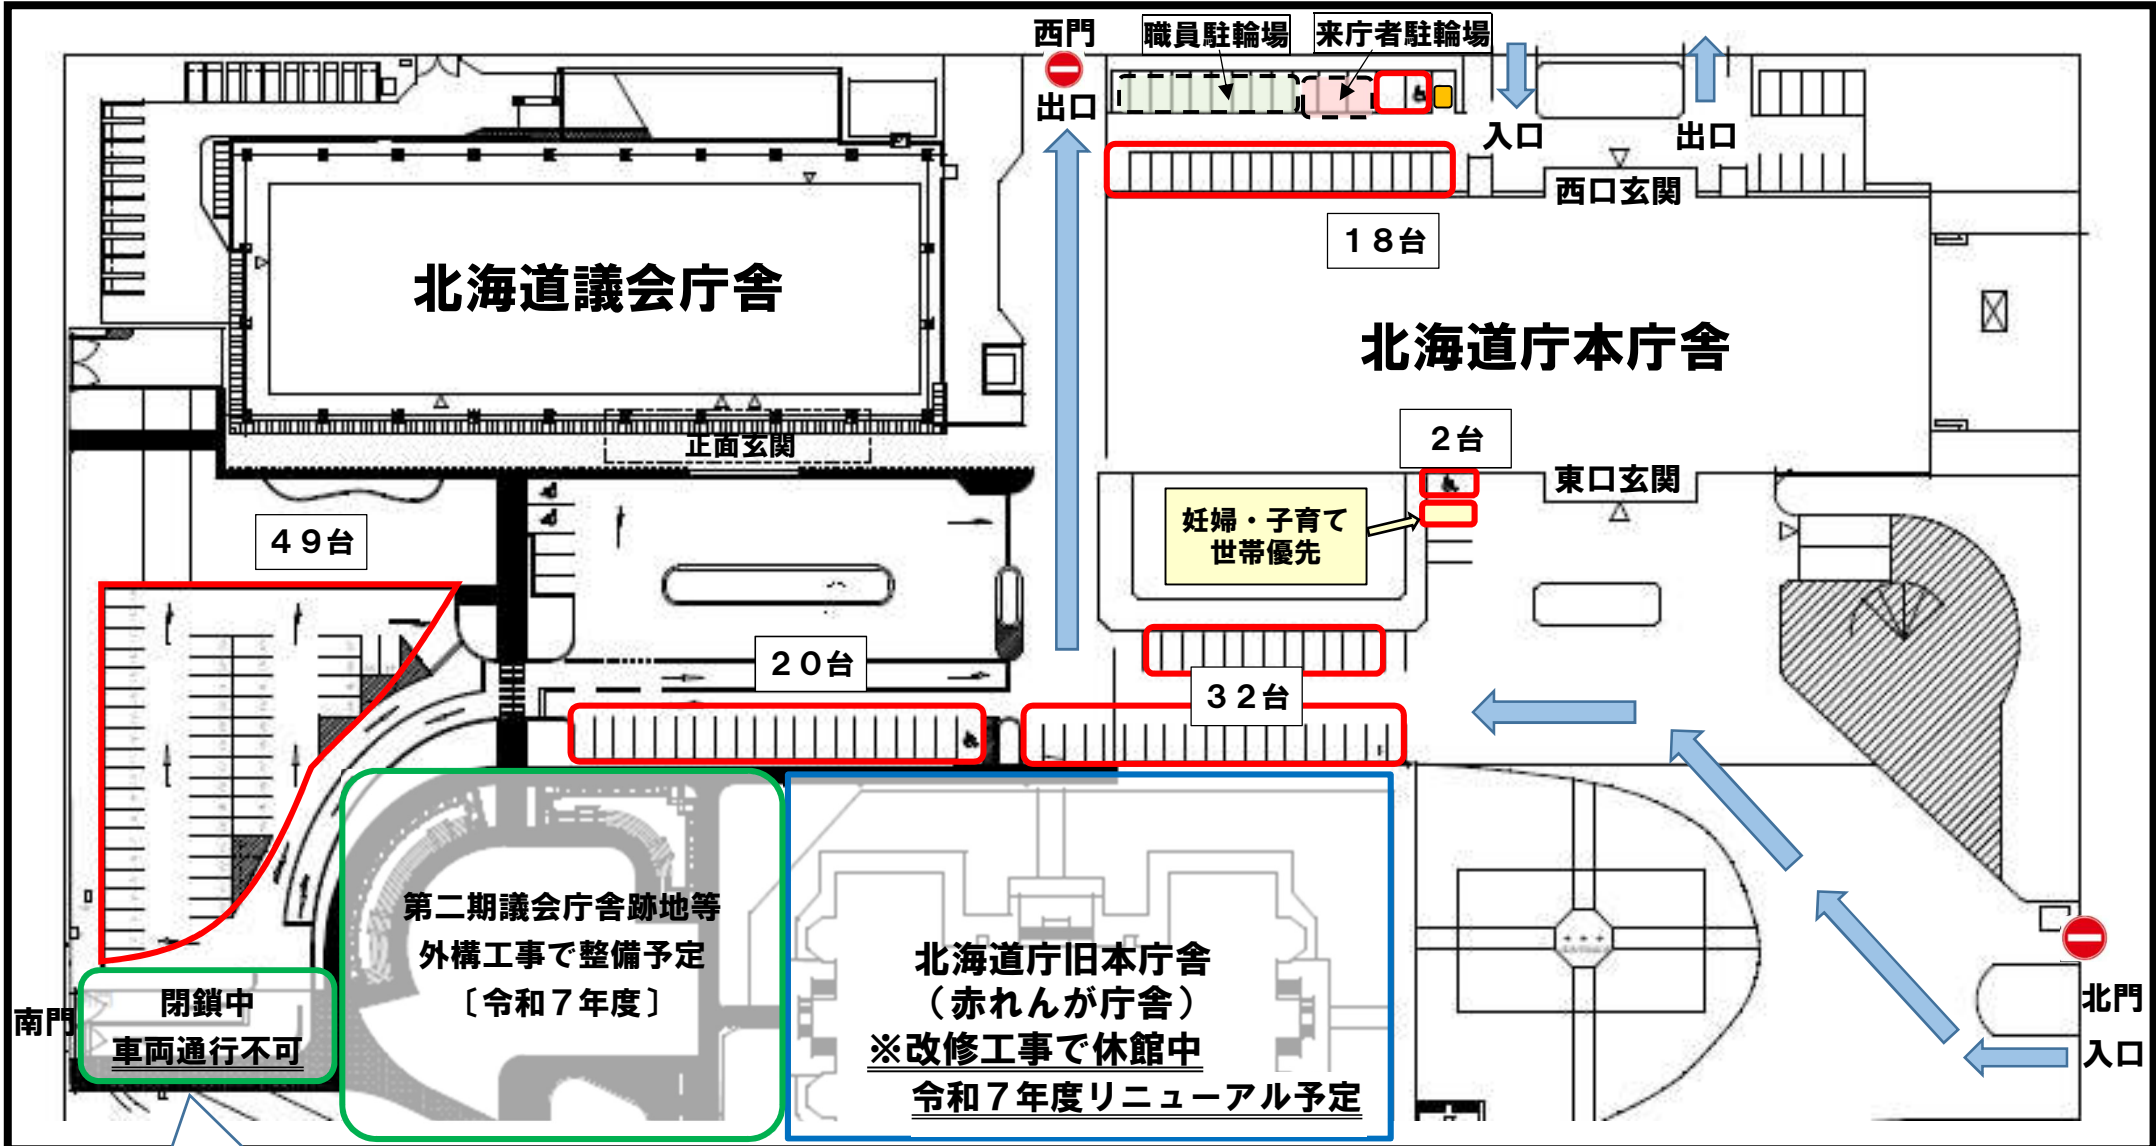 西門
職員駐輪場
来庁者駐輪場
出口
入口
出口
西口玄関
18台
北海道議会庁舎
北海道庁本庁舎
正面玄関
2台
東口玄関
妊婦・子育て
世帯優先
49台
20台
32台
第二期議会庁舎跡地等
外構工事で整備予定
〔令和7年度〕
北海道庁旧本庁舎
(赤れんが庁舎)
※改修工事で休館中
令和7年度リニューアル予定
南門
閉鎖中
車両通行不可
北門
入口